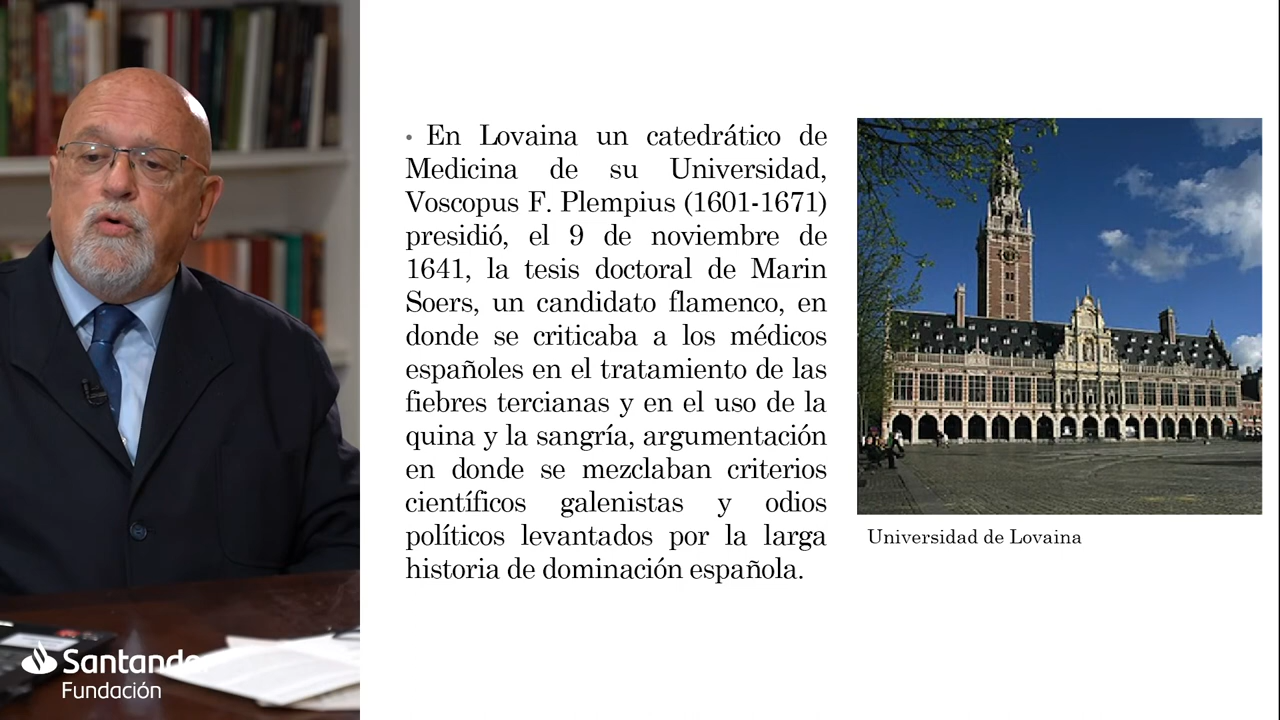 • En Lovaina un catedrático de
Medicina de su Universidad,
Voscopus F. Plempius (1601-1671)
presidió, el 9 de noviembre de
1641, la tesis doctoral de Marin
Soers, un candidato flamenco, en
donde se criticaba a los médicos
españoles en el tratamiento de las
fiebres tercianas y en el uso de la
quina y la sangría, argumentación
en donde se mezclaban criterios
científicos galenistas y odios
políticos levantados por la larga
historia de dominación española.
Universidad de Lovaina
Santander
Fundación